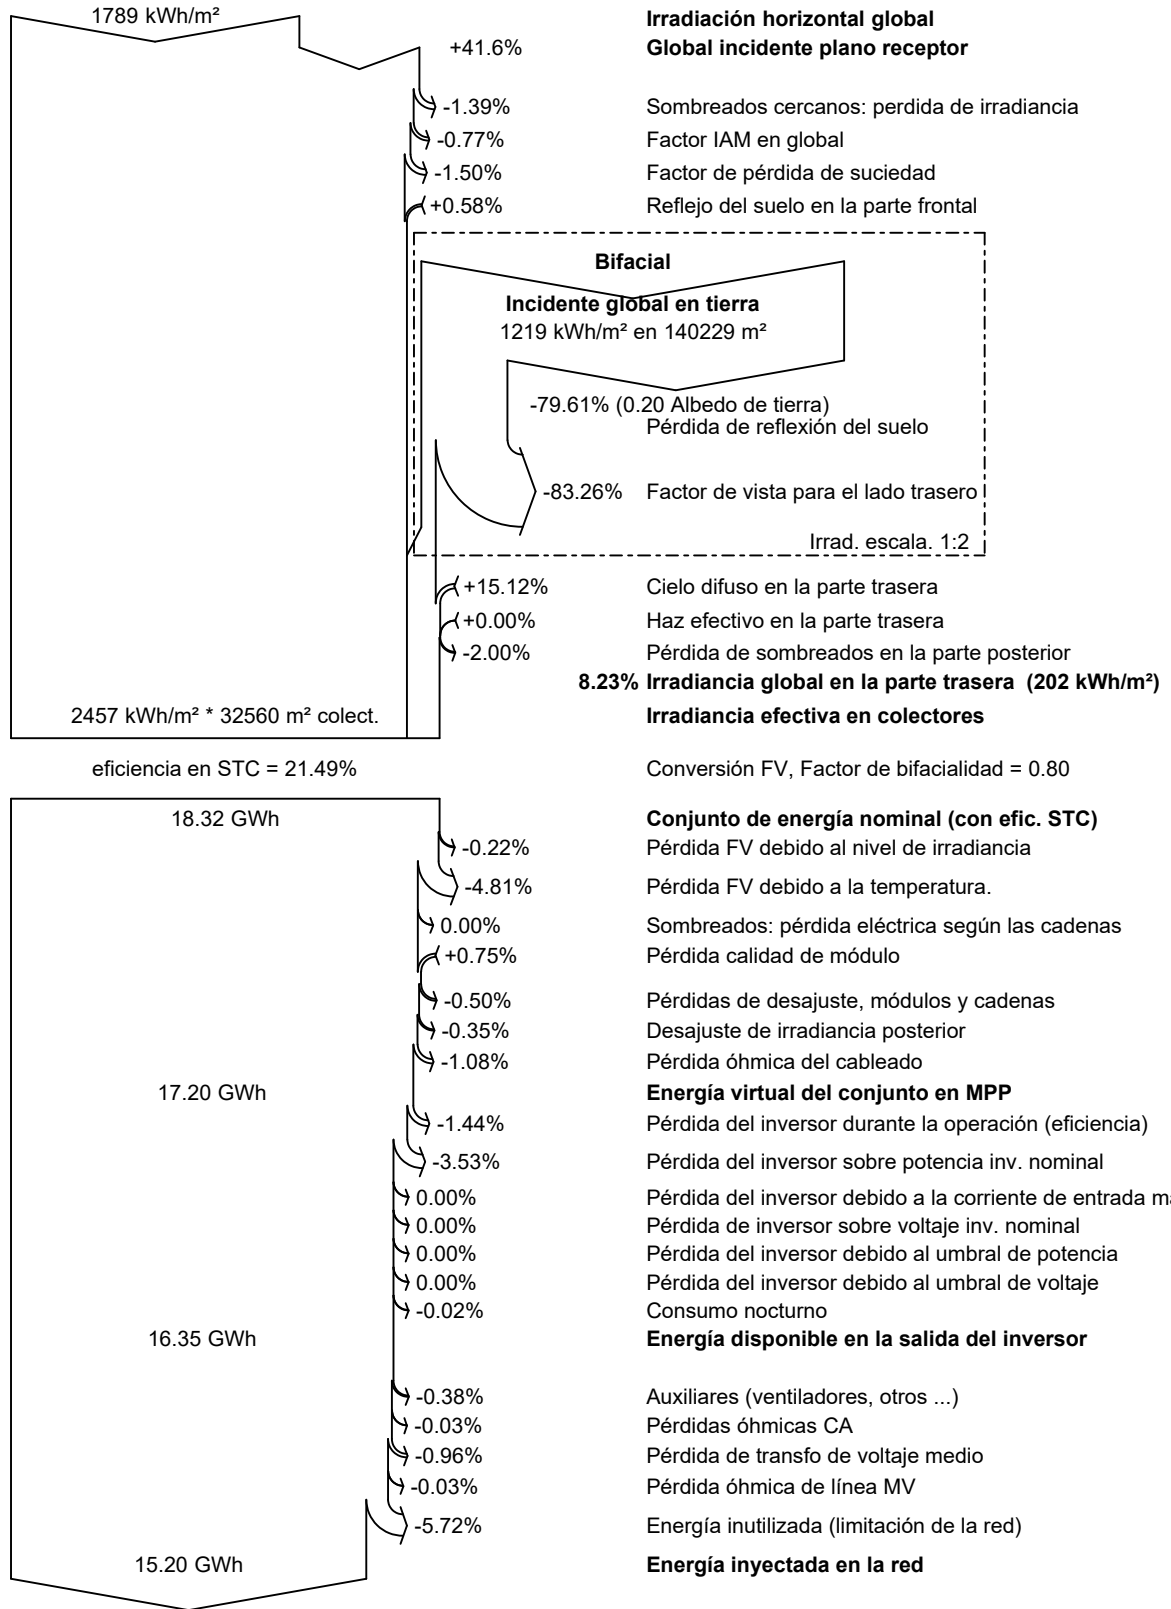 1789 kWh/m² Irradiación horizontal global
+41.6% Global incidente plano receptor
-1.39% Sombreados cercanos: perdida de irradiancia
-0.77% Factor IAM en global
-1.50% Factor de pérdida de suciedad
+0.58% Reflejo del suelo en la parte frontal
Bifacial
Incidente global en tierra
1219 kWh/m² en 140229 m²
-79.61% (0.20 Albedo de tierra)
Pérdida de reflexión del suelo
-83.26% Factor de vista para el lado trasero
Irrad. escala. 1:2
+15.12% Cielo difuso en la parte trasera
+0.00% Haz efectivo en la parte trasera
-2.00% Pérdida de sombreados en la parte posterior
8.23% Irradiancia global en la parte trasera (202 kWh/m²)
2457 kWh/m² * 32560 m² colect. Irradiancia efectiva en colectores
eficiencia en STC = 21.49% Conversión FV, Factor de bifacialidad = 0.80
18.32 GWh Conjunto de energía nominal (con efic. STC)
-0.22% Pérdida FV debido al nivel de irradiancia
-4.81% Pérdida FV debido a la temperatura.
0.00% Sombreados: pérdida eléctrica según las cadenas
+0.75% Pérdida calidad de módulo
-0.50% Pérdidas de desajuste, módulos y cadenas
-0.35% Desajuste de irradiancia posterior
-1.08% Pérdida óhmica del cableado
17.20 GWh Energía virtual del conjunto en MPP
-1.44% Pérdida del inversor durante la operación (eficiencia)
-3.53% Pérdida del inversor sobre potencia inv. nominal
0.00% Pérdida del inversor debido a la corriente de entrada m
0.00% Pérdida de inversor sobre voltaje inv. nominal
0.00% Pérdida del inversor debido al umbral de potencia
0.00% Pérdida del inversor debido al umbral de voltaje
-0.02% Consumo nocturno
16.35 GWh Energía disponible en la salida del inversor
-0.38% Auxiliares (ventiladores, otros ...)
-0.03% Pérdidas óhmicas CA
-0.96% Pérdida de transfo de voltaje medio
-0.03% Pérdida óhmica de línea MV
-5.72% Energía inutilizada (limitación de la red)
15.20 GWh Energía inyectada en la red